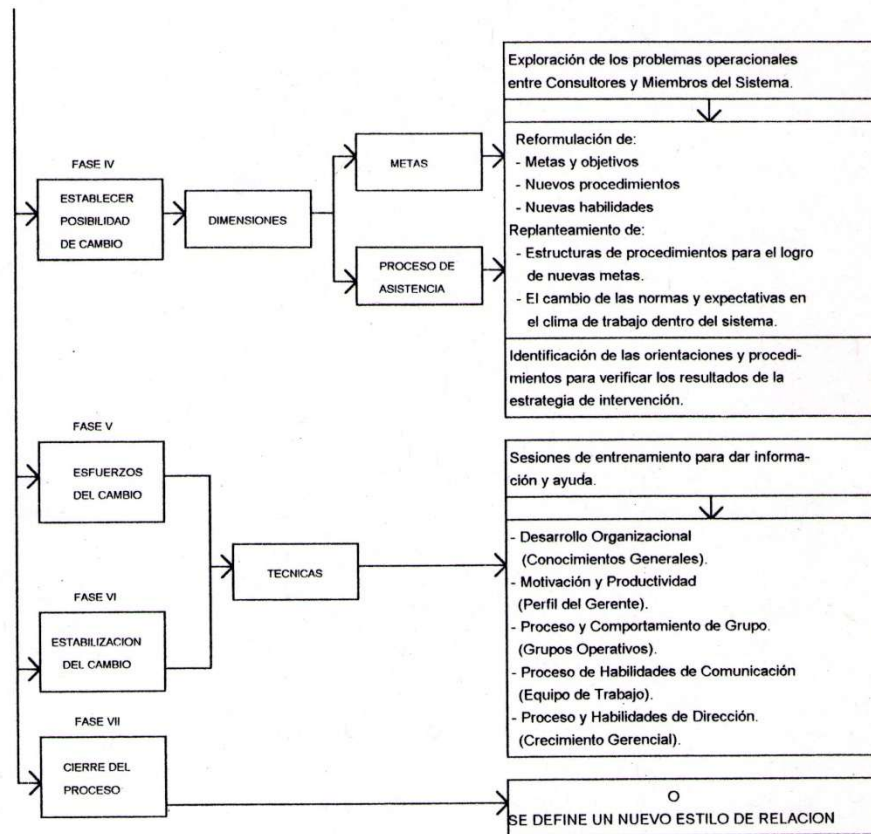 FASE IV
ESTABLECER
POSIBILIDAD
DE CAMBIO
DIMENSIONES
METAS
PROCESO DE
ASISTENCIA
Exploración de los problemas operacionales
entre Consultores y Miembros del Sistema.
Reformulación de:
- Metas y objetivos
- Nuevos procedimientos
- Nuevas habilidades
Replanteamiento de:
- Estructuras de procedimientos para el logro
de nuevas metas.
- El cambio de las normas y expectativas en
el clima de trabajo dentro del sistema.
Identificación de las orientaciones y procedi-
mientos para verificar los resultados de la
estrategia de intervención.
FASE V
ESFUERZOS
DEL CAMBIO
FASE VI
ESTABILIZACION
DEL CAMBIO
TECNICAS
Sesiones de entrenamiento para dar informa-
ción y ayuda.
- Desarrollo Organizacional
(Conocimientos Generales).
- Motivación y Productividad
(Perfil del Gerente).
- Proceso y Comportamiento de Grupo.
(Grupos Operativos).
- Proceso de Habilidades de Comunicación
(Equipo de Trabajo).
- Proceso y Habilidades de Dirección.
(Crecimiento Gerencial).
FASE VII
CIERRE DEL
PROCESO
O
SE DEFINE UN NUEVO ESTILO DE RELACION